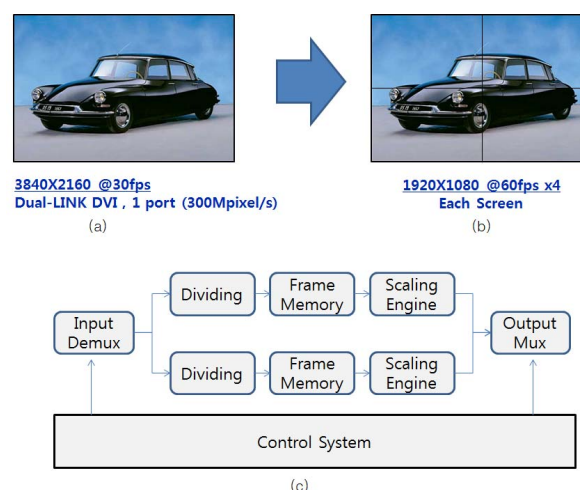 3840X2160 @30fps
Dual-LINK DVI , 1 port (300Mpixel/s)
(a)
1920X1080 @60fps x4
Each Screen
(b)
Input
Demux
Dividing
Frame
Memory
Scaling
Engine
Dividing
Frame
Memory
Scaling
Engine
Output
Mux
Control System
(c)